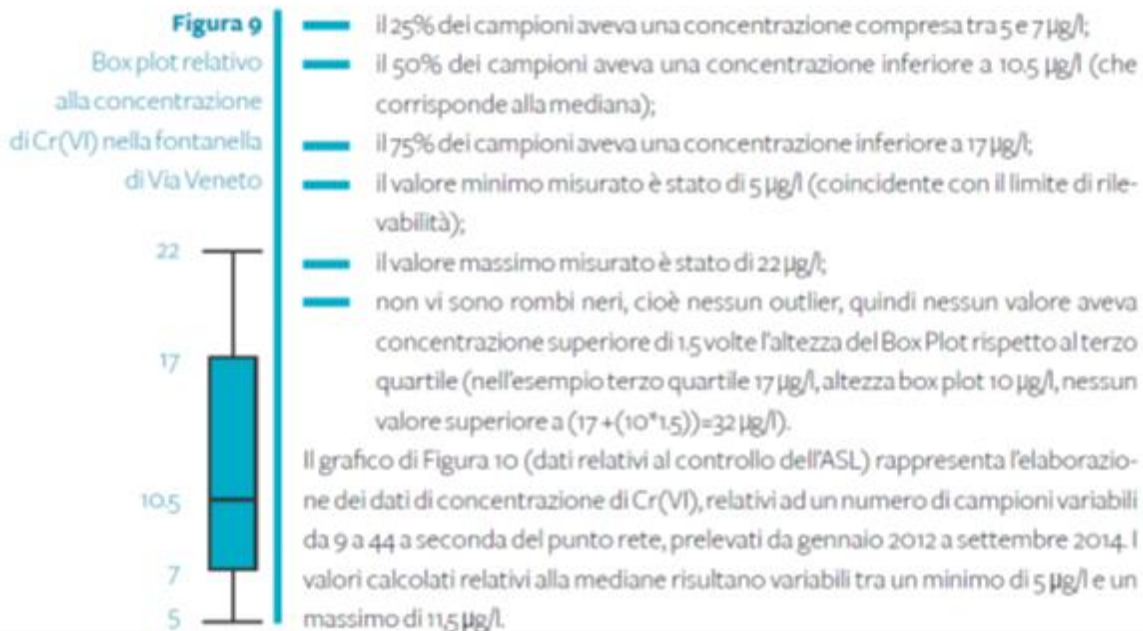 Figura 9
Box plot relativo
alla concentrazione
di Cr(VI) nella fontanella
di Via Veneto
22
17
10.5
7
5
il 25% dei campioni aveva una concentrazione compresa tra 5 e 7 µg/l;
il 50% dei campioni aveva una concentrazione inferiore a 10.5 µg/l (che
corrisponde alla mediana);
il 75% dei campioni aveva una concentrazione inferiore a 17 µg/l;
il valore minimo misurato è stato di 5 µg/l (coincidente con il limite di rile-
vabilità);
il valore massimo misurato è stato di 22 µg/l;
non vi sono rombi neri, cioè nessun outlier, quindi nessun valore aveva
concentrazione superiore di 1.5 volte l'altezza del Box Plot rispetto al terzo
quartile (nell'esempio terzo quartile 17 µg/l, altezza box plot 10 µg/l, nessun
valore superiore a (17 +(10*1.5))=32 µg/l).
Il grafico di Figura 10 (dati relativi al controllo dell'ASL) rappresenta l'elaborazio-
ne dei dati di concentrazione di Cr(VI), relativi ad un numero di campioni variabili
da 9 a 44 a seconda del punto rete, prelevati da gennaio 2012 a settembre 2014. I
valori calcolati relativi alla mediane risultano variabili tra un minimo di 5 µg/l e un
massimo di 11,5 µg/l.